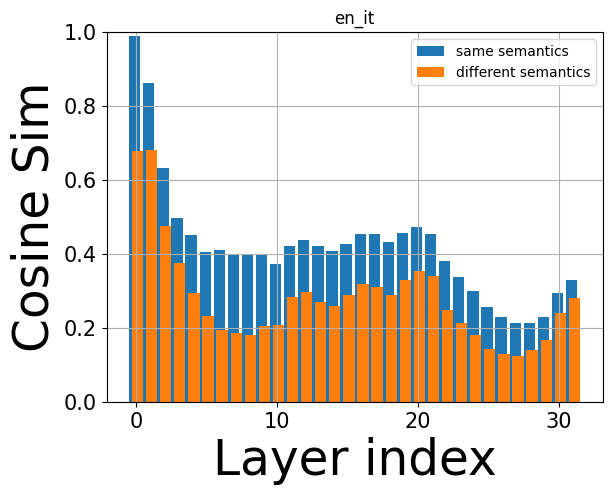 en_it
same semantics
different semantics
Cosine Sim
1.0
0.8
0.6
0.4
0.2
0.0
0 10 20 30
Layer index